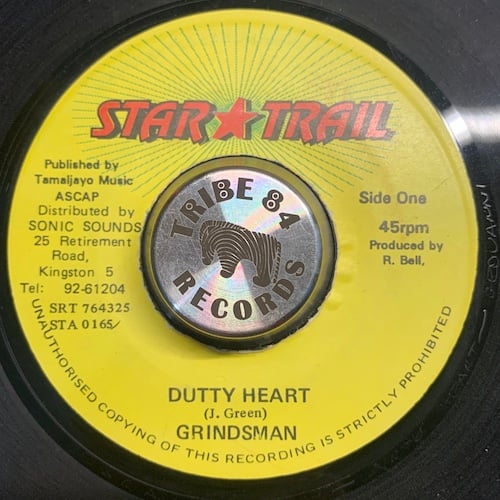 STAR TRAIL
Published by
Tamaljayo Music
ASCAP
Distributed by
SONIC SOUNDS
25 Retirement
Road,
Kingston 5
Tel: 92-61204
SRT 764325
STA 0165
TRIBE 84
RECORDS
Side One
45rpm
Produced by
R. Bell,
DUTTY HEART
(J. Green)
GRINDSMAN
UNAUTHORISED COPYING OF THIS RECORDING IS STRICTLY PROHIBITED